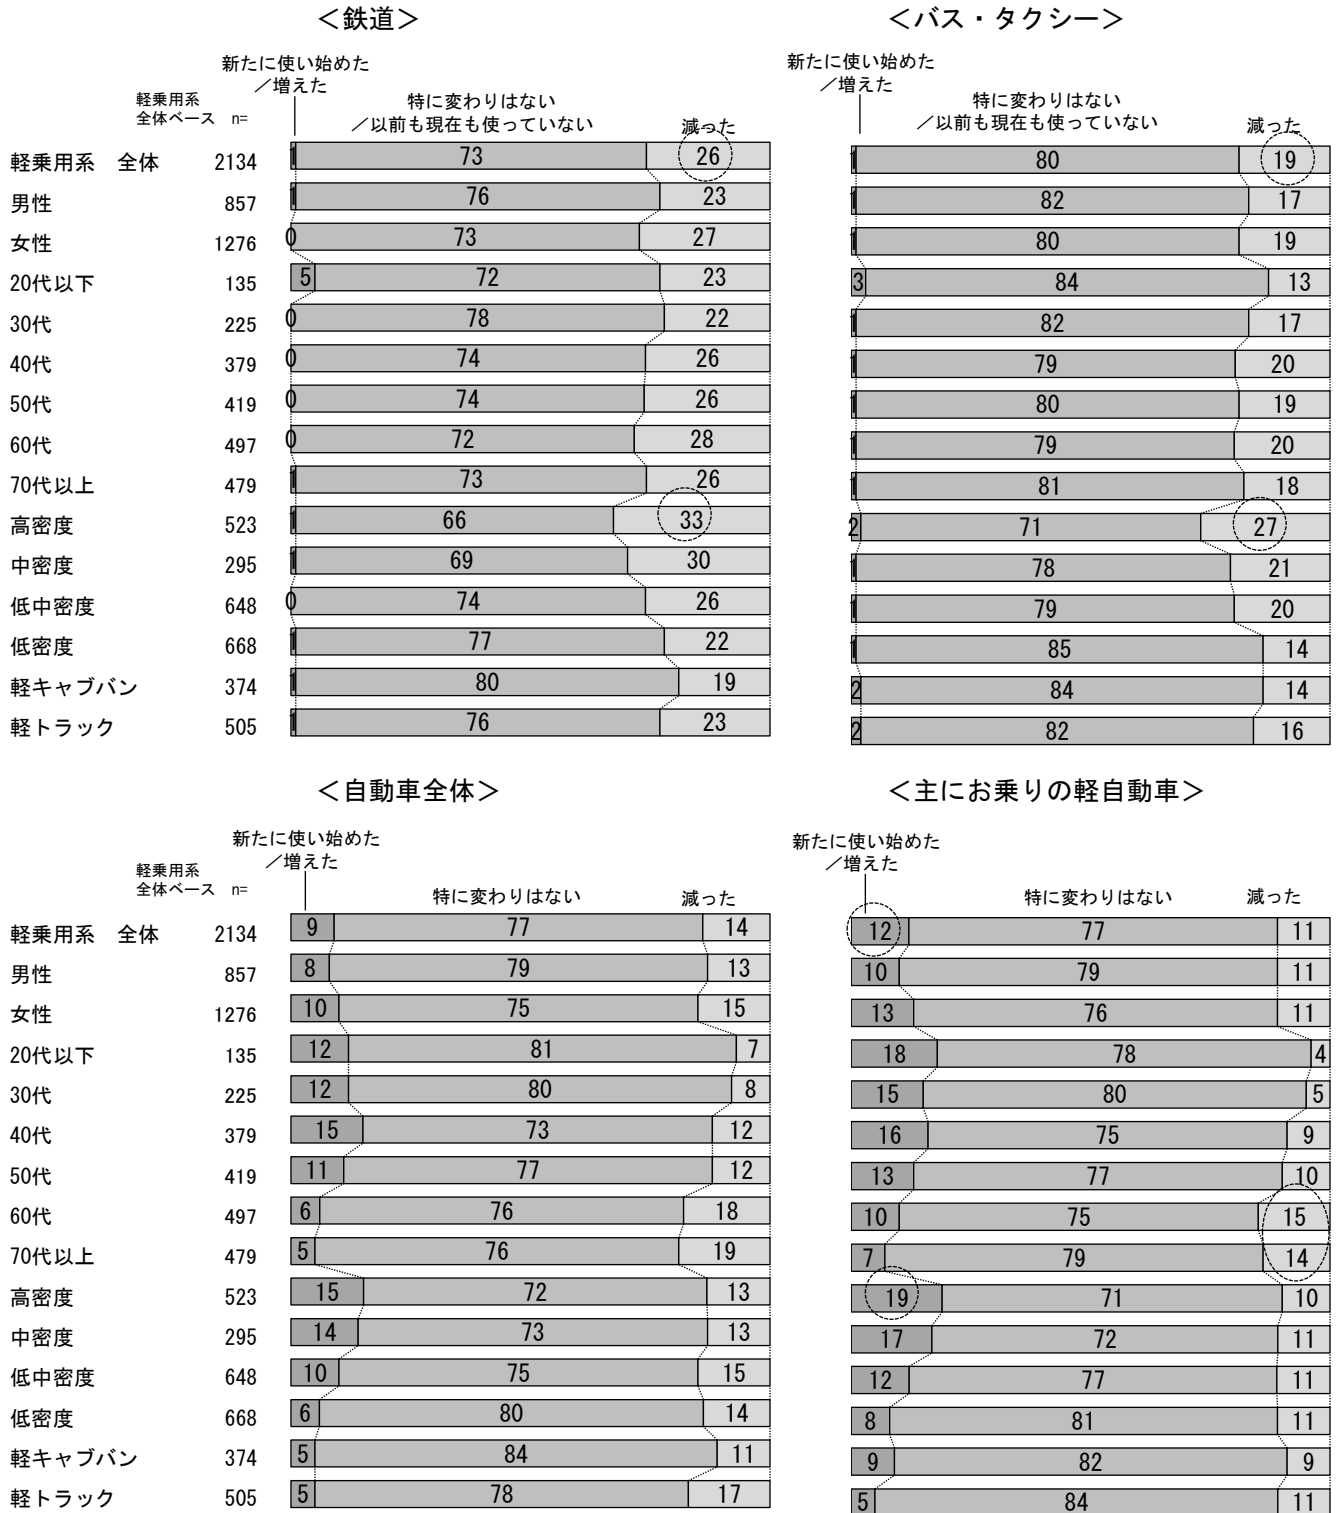 ＜鉄道＞
新たに使い始めた
／増えた
軽乗用系
全体ベース n=
特に変わりはない
／以前も現在も使っていない
減った
軽乗用系 全体 2134 1 73 26
男性 857 1 76 23
女性 1276 0 73 27
20代以下 135 5 72 23
30代 225 0 78 22
40代 379 0 74 26
50代 419 0 74 26
60代 497 0 72 28
70代以上 479 1 73 26
高密度 523 1 66 33
中密度 295 1 69 30
低中密度 648 0 74 26
低密度 668 1 77 22
軽キャブバン 374 1 80 19
軽トラック 505 1 76 23
＜バス・タクシー＞
新たに使い始めた
／増えた
特に変わりはない
／以前も現在も使っていない
減った
1 80 19
1 82 17
1 80 19
3 84 13
1 82 17
1 79 20
1 80 19
1 79 20
1 81 18
2 71 27
1 78 21
1 79 20
1 85 14
2 84 14
2 82 16
＜自動車全体＞
新たに使い始めた
／増えた
軽乗用系
全体ベース n=
特に変わりはない
減った
軽乗用系 全体 2134 9 77 14
男性 857 8 79 13
女性 1276 10 75 15
20代以下 135 12 81 7
30代 225 12 80 8
40代 379 15 73 12
50代 419 11 77 12
60代 497 6 76 18
70代以上 479 5 76 19
高密度 523 15 72 13
中密度 295 14 73 13
低中密度 648 10 75 15
低密度 668 6 80 14
軽キャブバン 374 5 84 11
軽トラック 505 5 78 17
＜主にお乗りの軽自動車＞
新たに使い始めた
／増えた
特に変わりはない
減った
12 77 11
10 79 11
13 76 11
18 78 4
15 80 5
16 75 9
13 77 10
10 75 15
7 79 14
19 71 10
17 72 11
12 77 11
8 81 11
9 82 9
5 84 11